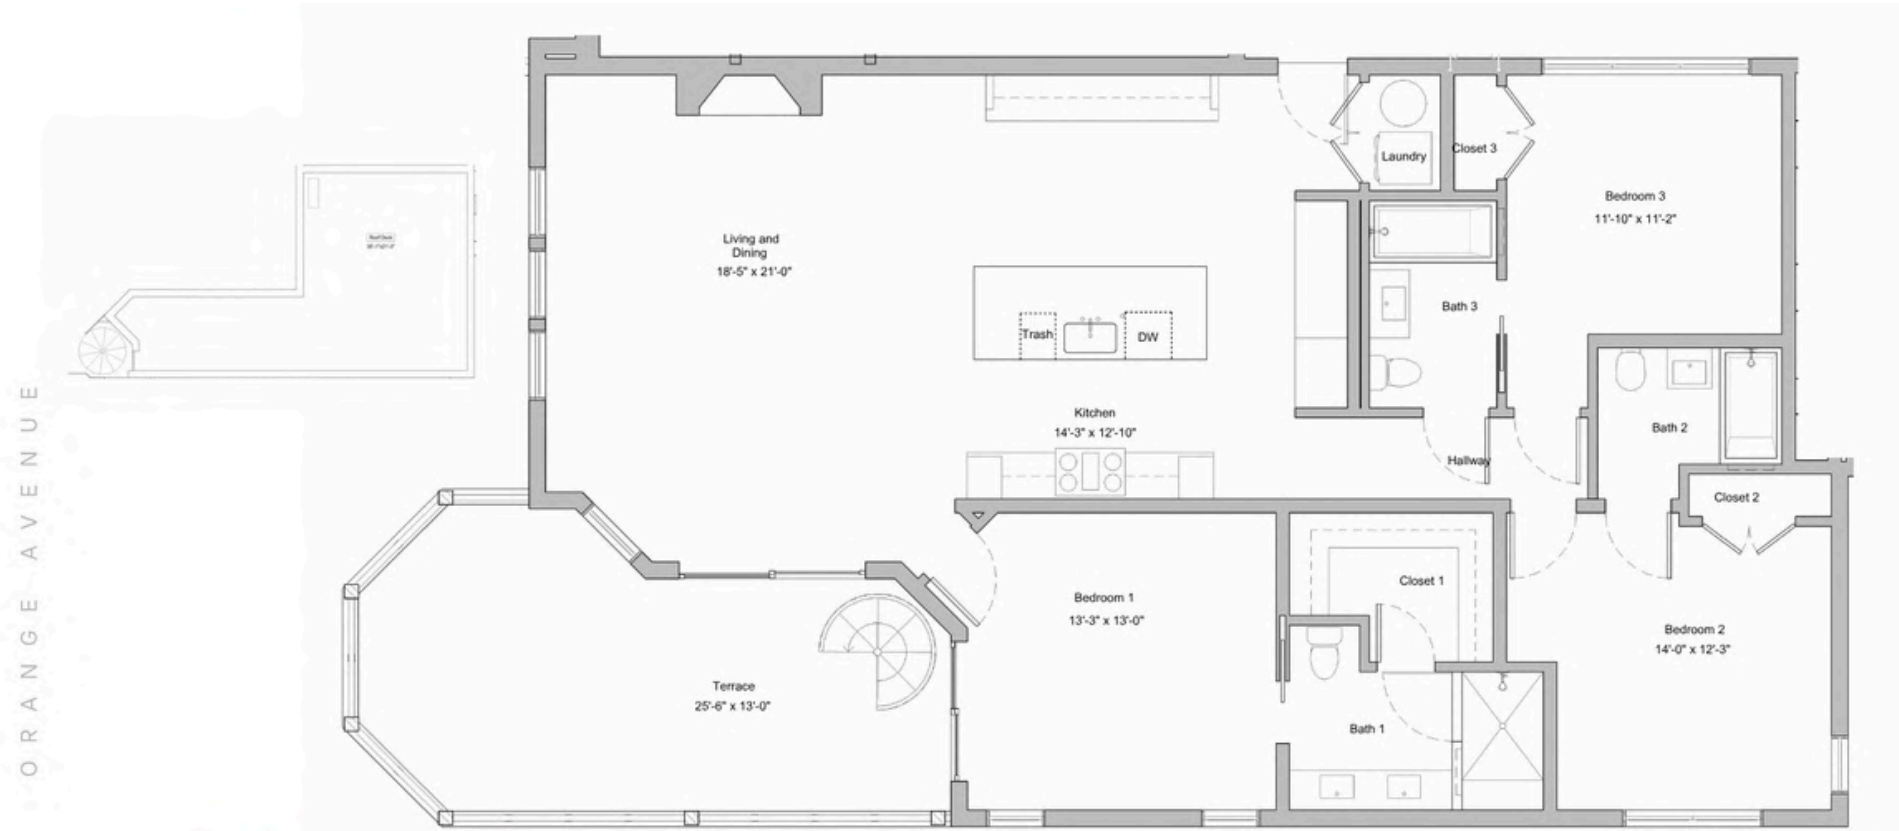 ORANGE AVENUE
Roof Deck
Living and
Dining
18'-5" x 21'-0"
Trash
DW
Kitchen
14'-3" x 12'-10"
Laundry
Closet 3
Bedroom 3
11'-10" x 11'-2"
Bath 3
Bath 2
Hallway
Closet 2
Closet 1
Bedroom 1
13'-3" x 13'-0"
Bedroom 2
14'-0" x 12'-3"
Terrace
25'-6" x 13'-0"
Bath 1